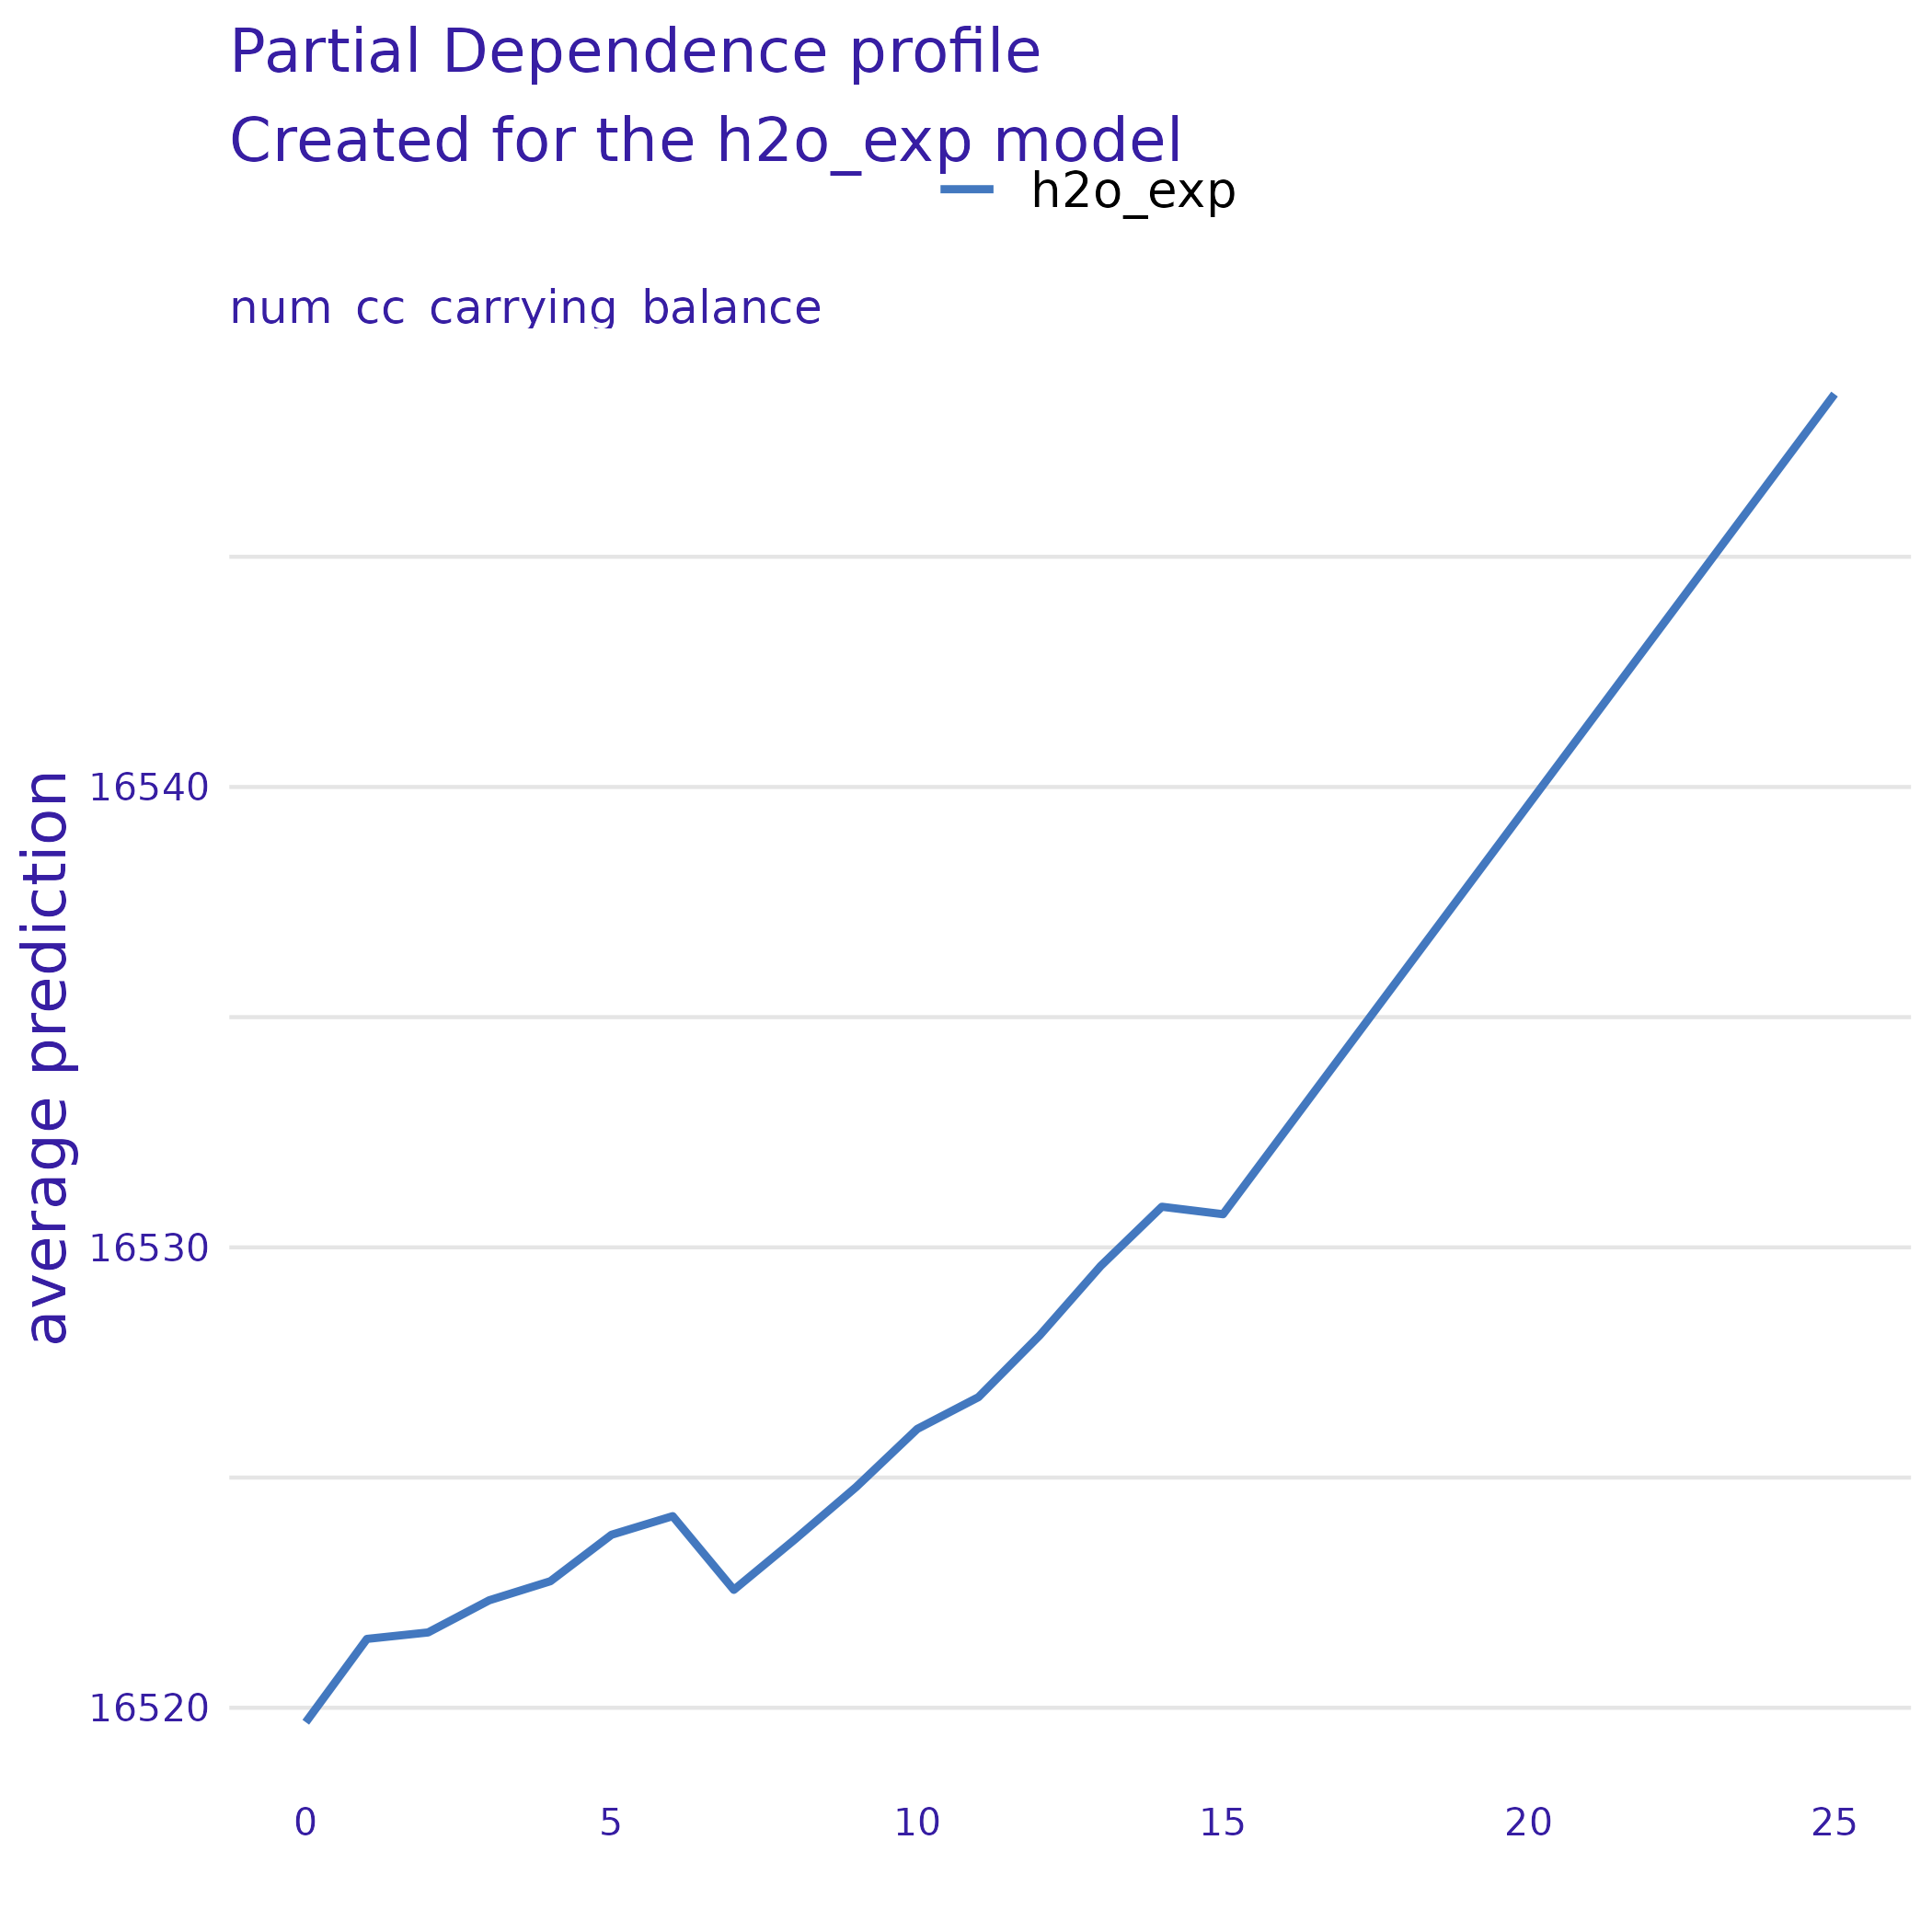 Partial Dependence profile
Created for the h2o_exp model
h2o_exp
num_cc_carrying_balance
average prediction
16540
16530
16520
0 5 10 15 20 25